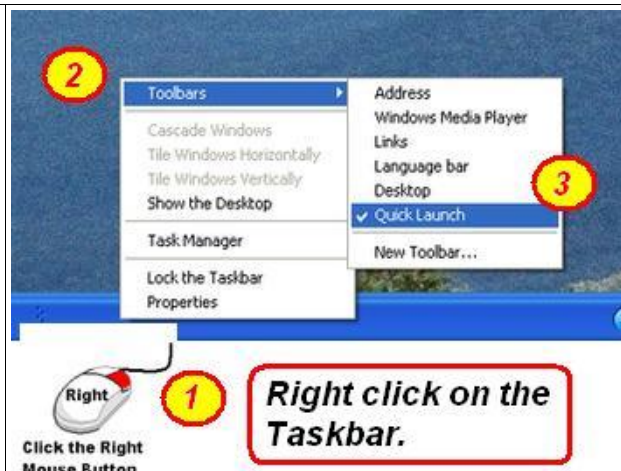 2
Toolbars
Cascade Windows
Tile Windows Horizontally
Tile Windows Vertically
Show the Desktop
Task Manager
Lock the Taskbar
Properties
Address
Windows Media Player
Links
Language bar
Desktop
Quick Launch
New Toolbar...
3
Right
1
Right click on the
Taskbar.
Click the Right
Mouse Button